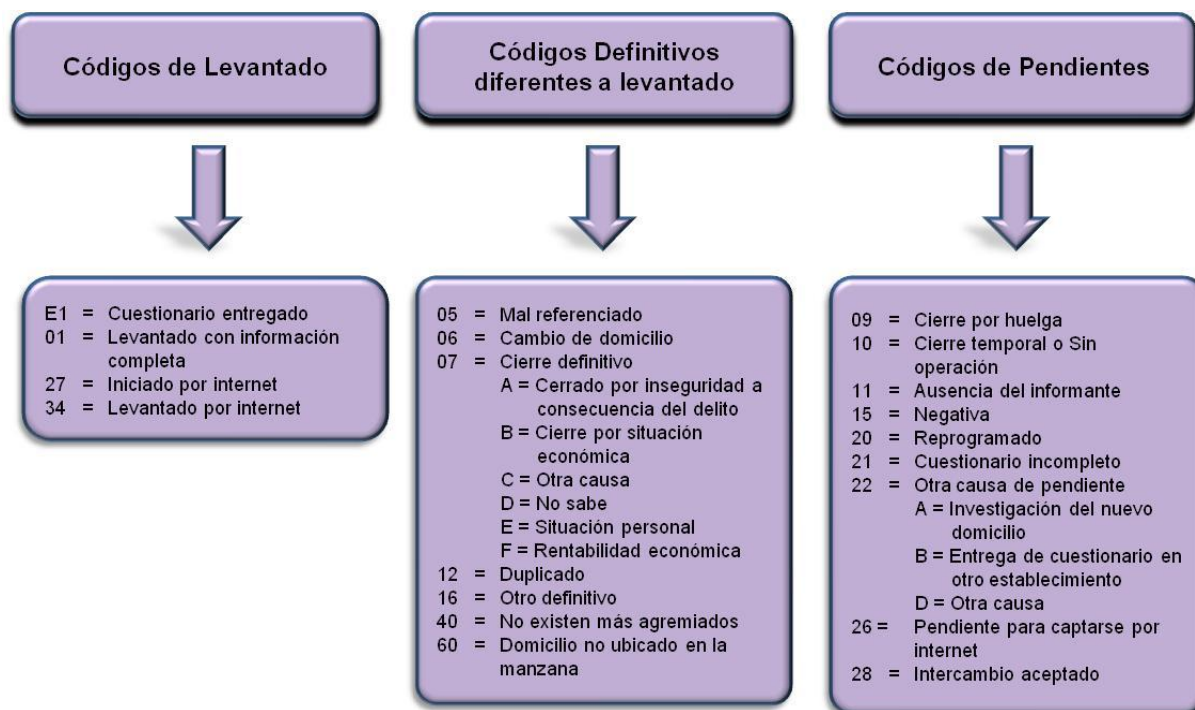 Códigos de Levantado
Códigos Definitivos
diferentes a levantado
Códigos de Pendientes
E1 = Cuestionario entregado
01 = Levantado con información
completa
27 = Iniciado por internet
34 = Levantado por internet
05 = Mal referenciado
06 = Cambio de domicilio
07 = Cierre definitivo
A = Cerrado por inseguridad a
consecuencia del delito
B = Cierre por situación
económica
C = Otra causa
D = No sabe
E = Situación personal
F = Rentabilidad económica
12 = Duplicado
16 = Otro definitivo
40 = No existen más agremiados
60 = Domicilio no ubicado en la
manzana
09 = Cierre por huelga
10 = Cierre temporal o Sin
operación
11 = Ausencia del informante
15 = Negativa
20 = Reprogramado
21 = Cuestionario incompleto
22 = Otra causa de pendiente
A = Investigación del nuevo
domicilio
B = Entrega de cuestionario en
otro establecimiento
D = Otra causa
26 = Pendiente para captarse por
internet
28 = Intercambio aceptado